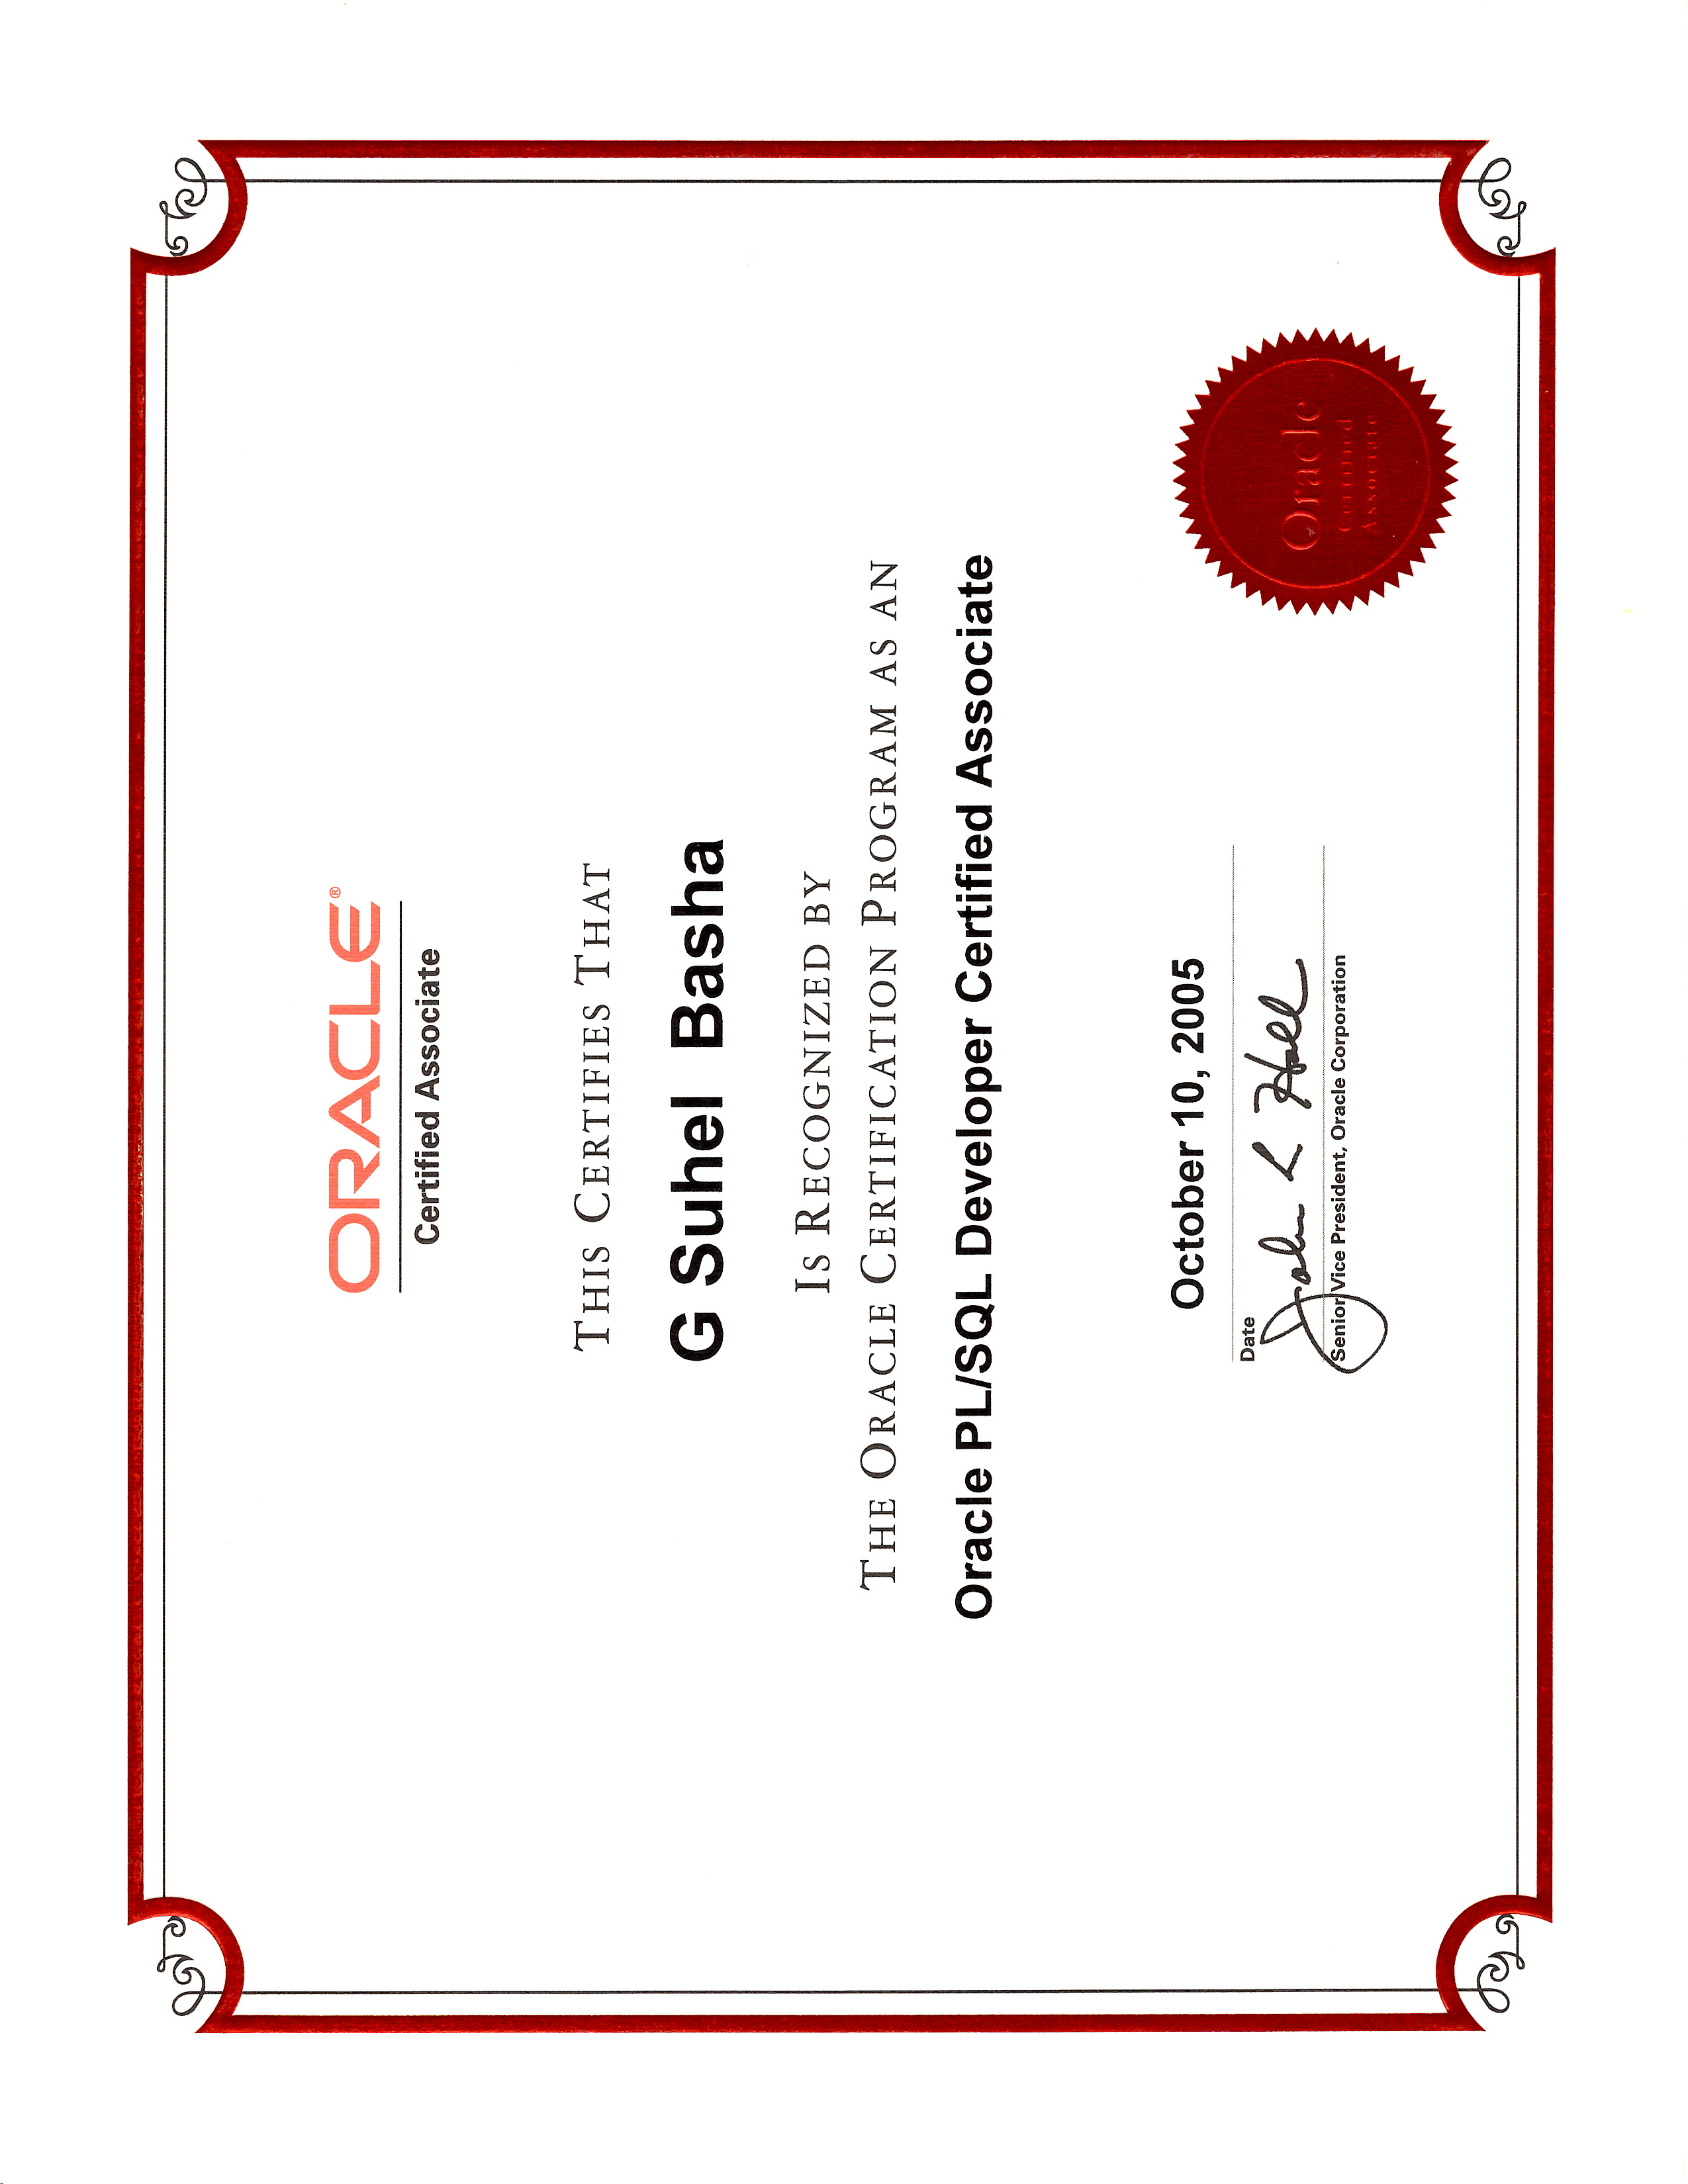 ORACLE®
Certified Associate
THIS CERTIFIES THAT
G Suhel Basha
IS RECOGNIZED BY
THE ORACLE CERTIFICATION PROGRAM AS AN
Oracle PL/SQL Developer Certified Associate
October 10, 2005
Date
John L Hall
Senior Vice President, Oracle Corporation
Oracle
Certified
Associate